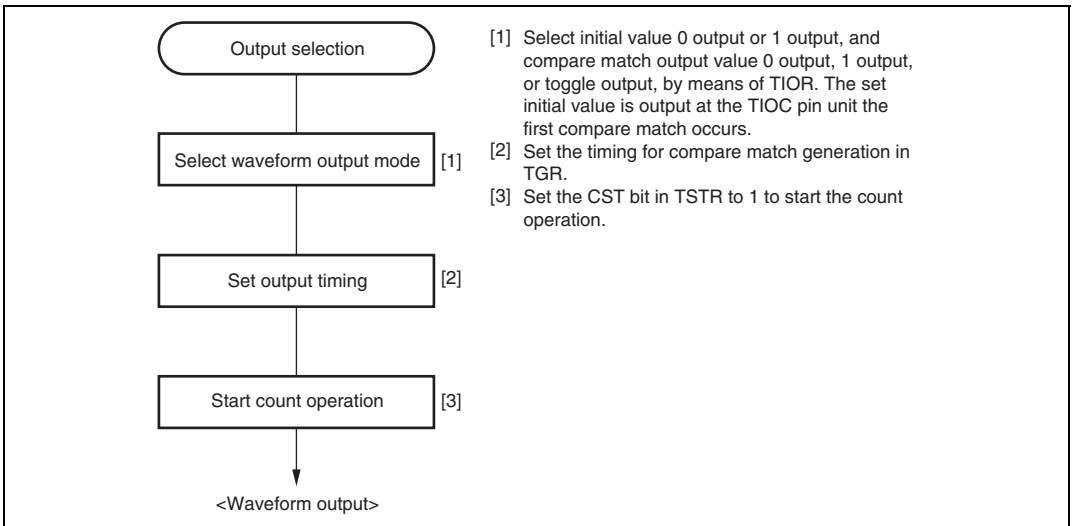 Output selection
Select waveform output mode
[1]
Set output timing
[2]
Start count operation
[3]
<Waveform output>
[1] Select initial value 0 output or 1 output, and
compare match output value 0 output, 1 output,
or toggle output, by means of TIOR. The set
initial value is output at the TIOC pin unit the
first compare match occurs.
[2] Set the timing for compare match generation in
TGR.
[3] Set the CST bit in TSTR to 1 to start the count
operation.